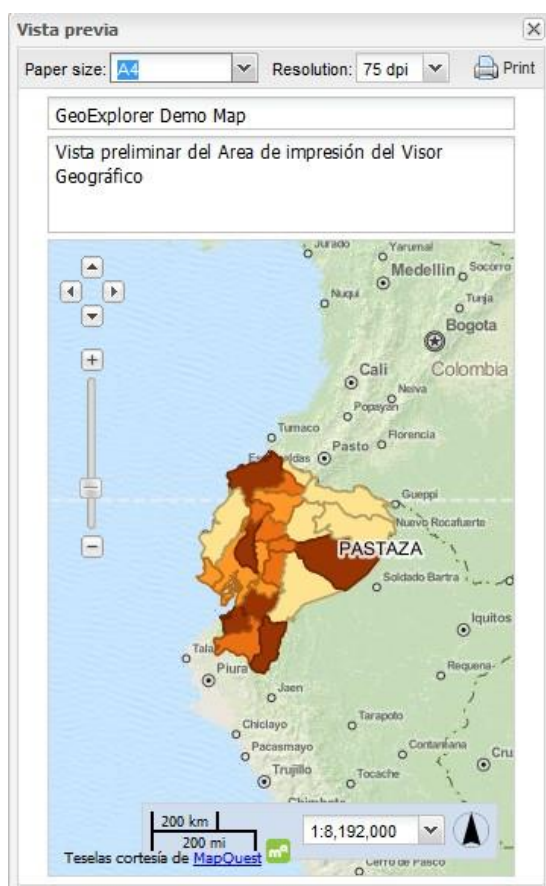 Vista previa
Paper size: A4 Resolution: 75 dpi Print
GeoExplorer Demo Map
Vista preliminar del Area de impresión del Visor
Geográfico
Jurado
Yarumal
Medellin
Socorro
Nuqui
Tunja
Bogota
Cali
Colombia
Neiva
Popayan
Tumaco
Pasto
Florencia
Gueppi
Nuevo Rocafuerte
PASTAZA
Soldado Bartra
Iquitos
Tala
Piura
Requena
Jaen
Chiclayo
Tarapoto
Pacasmayo
Contamana
Cru
Trujillo
Tocache
200 km
200 mi
1:8,192,000
Teselas cortesía de MapQuest
Cerro de Pasco